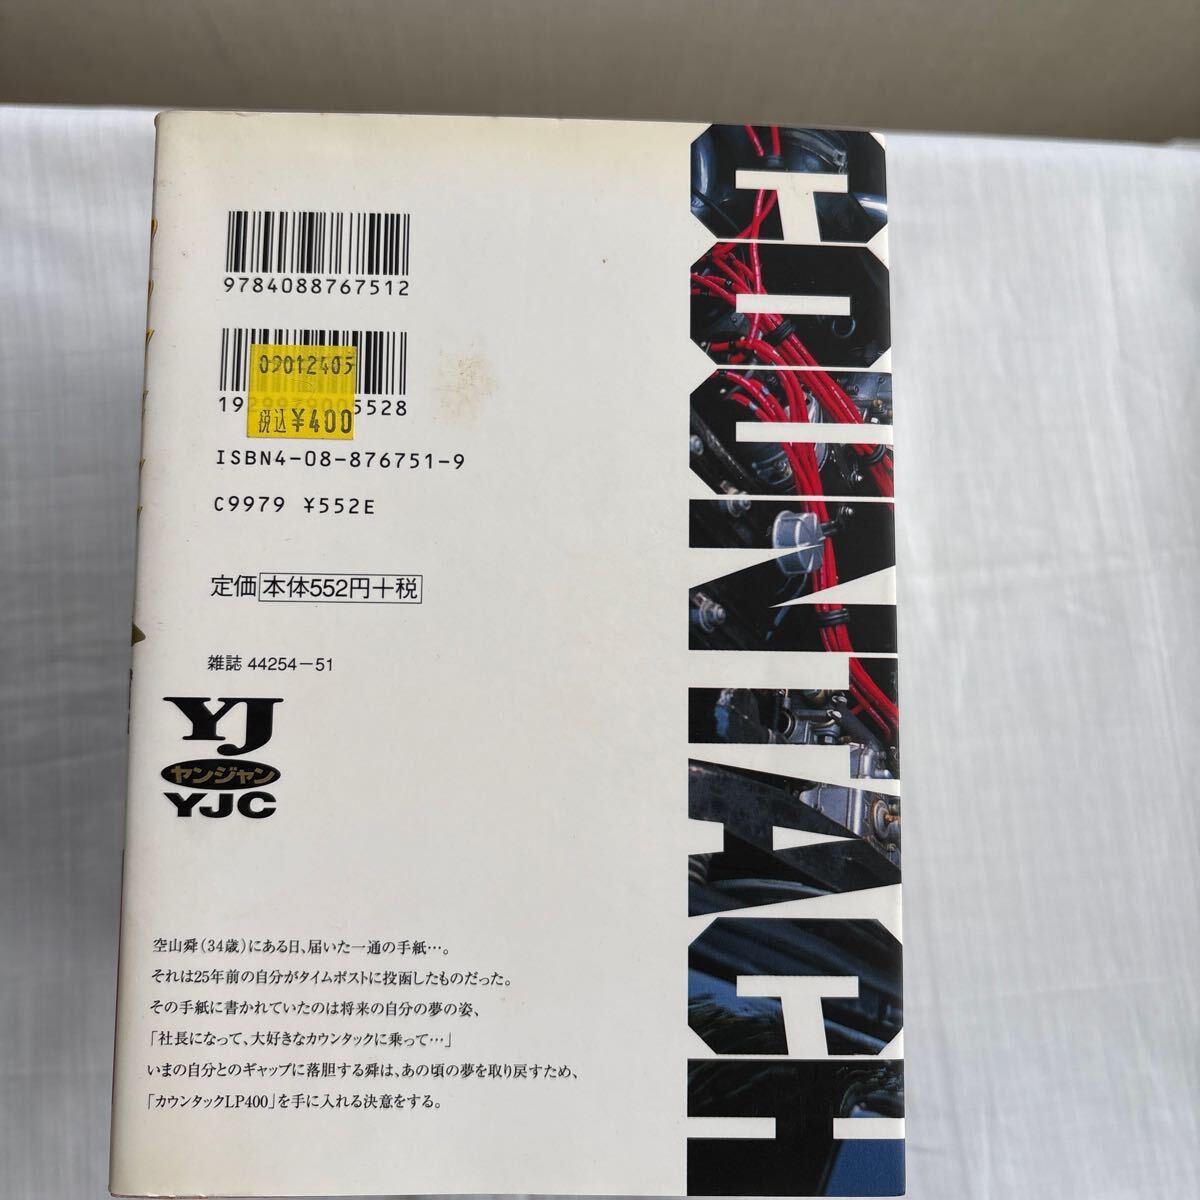 9784088767512
09012405
税込¥400
ISBN4-08-876751-9
C9979 ¥552E
定価 本体552円+税
雑誌 44254-51
YJ
ヤンジャン
YJC
空山舜(34歳)にある日、届いた一通の手紙…。
それは25年前の自分がタイムポストに投函したものだった。
その手紙に書かれていたのは将来の自分の夢の姿、
「社長になって、大好きなカウンタックに乗って…」
いまの自分とのギャップに落胆する舜は、あの頃の夢を取り戻すため、
「カウンタックLP400」を手に入れる決意をする。
COUNTACH